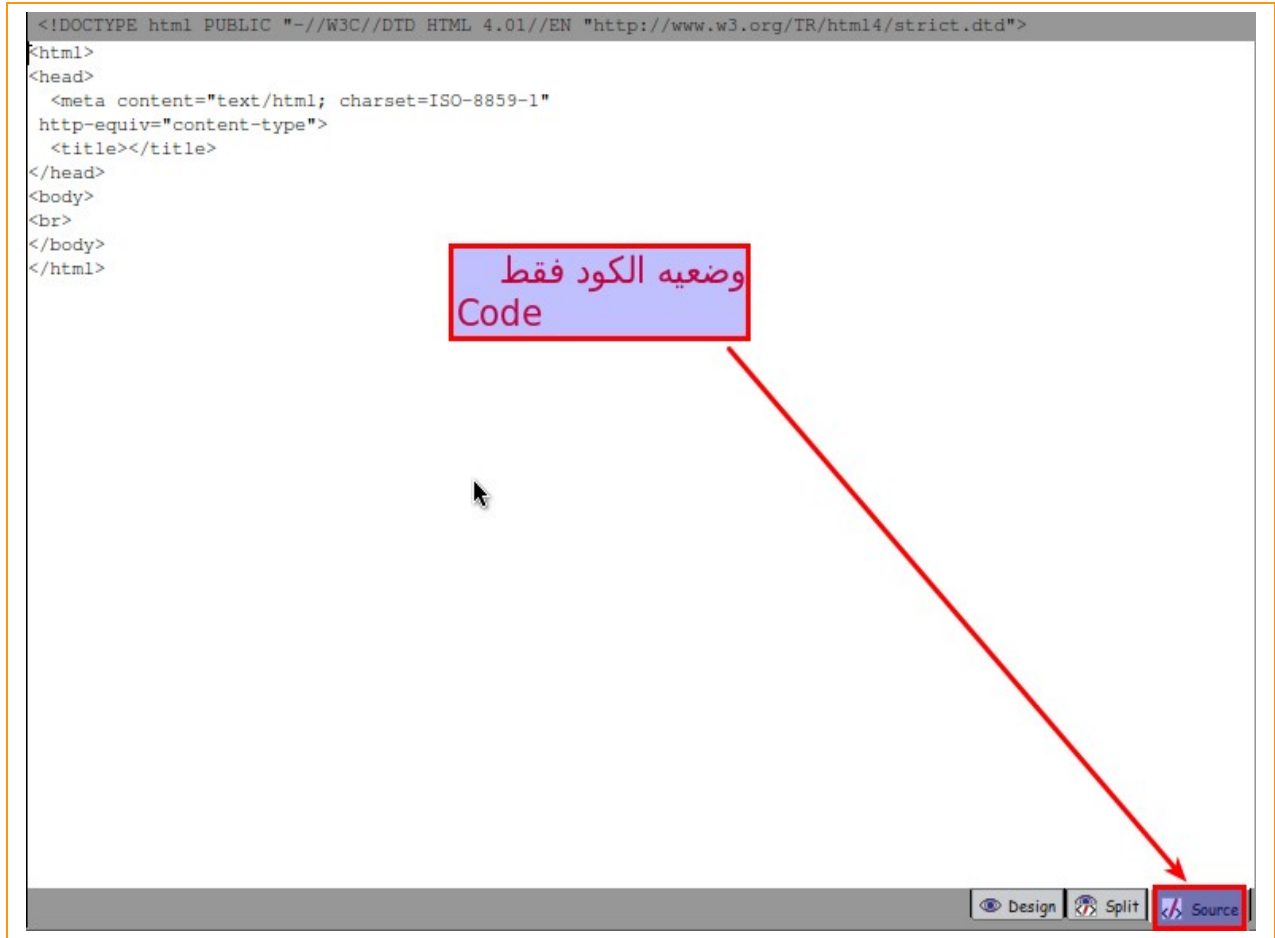 <!DOCTYPE html PUBLIC "-//W3C//DTD HTML 4.01//EN "http://www.w3.org/TR/html4/strict.dtd">
<html>
<head>
<meta content="text/html; charset=ISO-8859-1"
http-equiv="content-type">
<title></title>
</head>
<body>
<br>
</body>
</html>
وضعيه الكود فقط
Code
Design Split Source